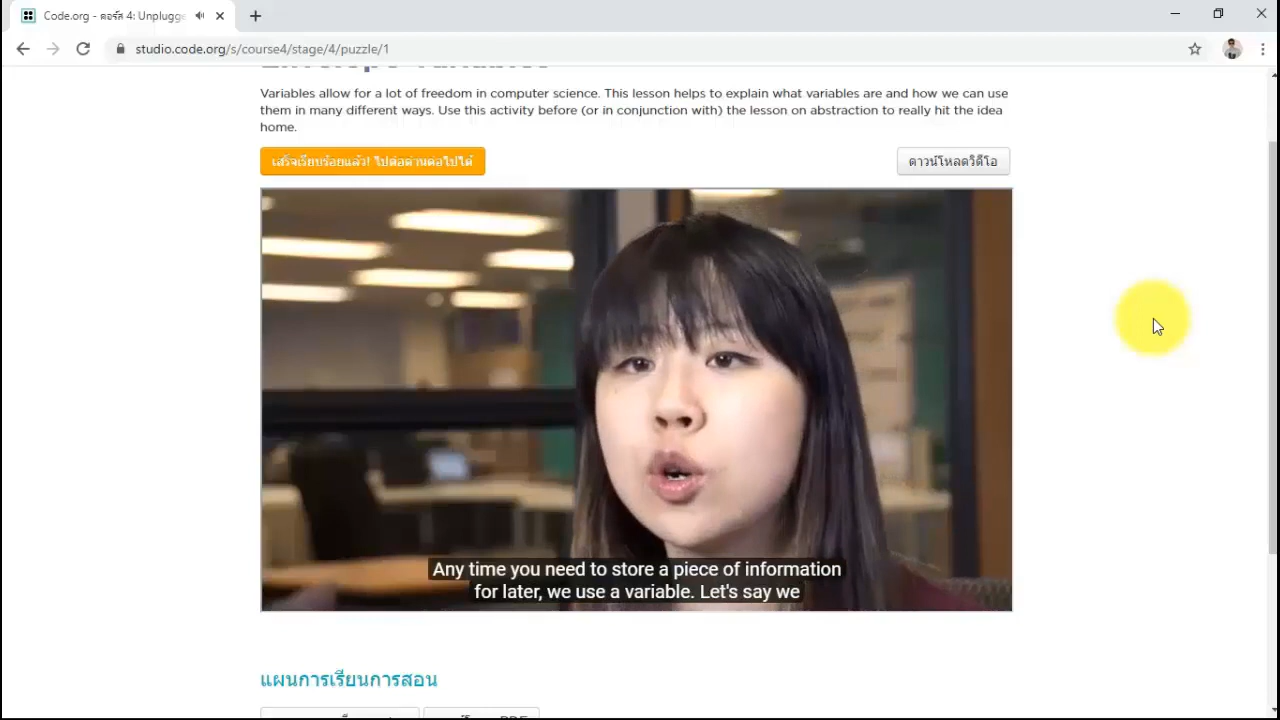 Code.org - คอร์ส 4: Unplugge
studio.code.org/s/course4/stage/4/puzzle/1
Envelope Variables
Variables allow for a lot of freedom in computer science. This lesson helps to explain what variables are and how we can use
them in many different ways. Use this activity before (or in conjunction with) the lesson on abstraction to really hit the idea
home.
เสร็จเรียบร้อยแล้ว! ไปต่อด่านต่อไปได้
ดาวน์โหลดวิดีโอ
Any time you need to store a piece of information
for later, we use a variable. Let's say we
แผนการเรียนการสอน
PDF